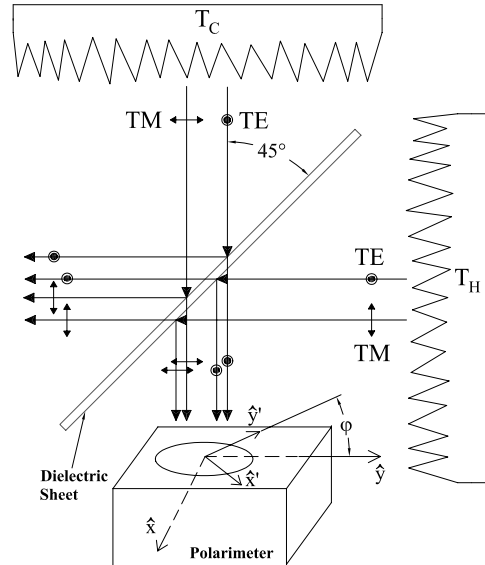 T_C
TM
TE
45°
TE
T_H
TM
Dielectric
Sheet
ŷ'
φ
ŷ
x̂'
x̂
Polarimeter